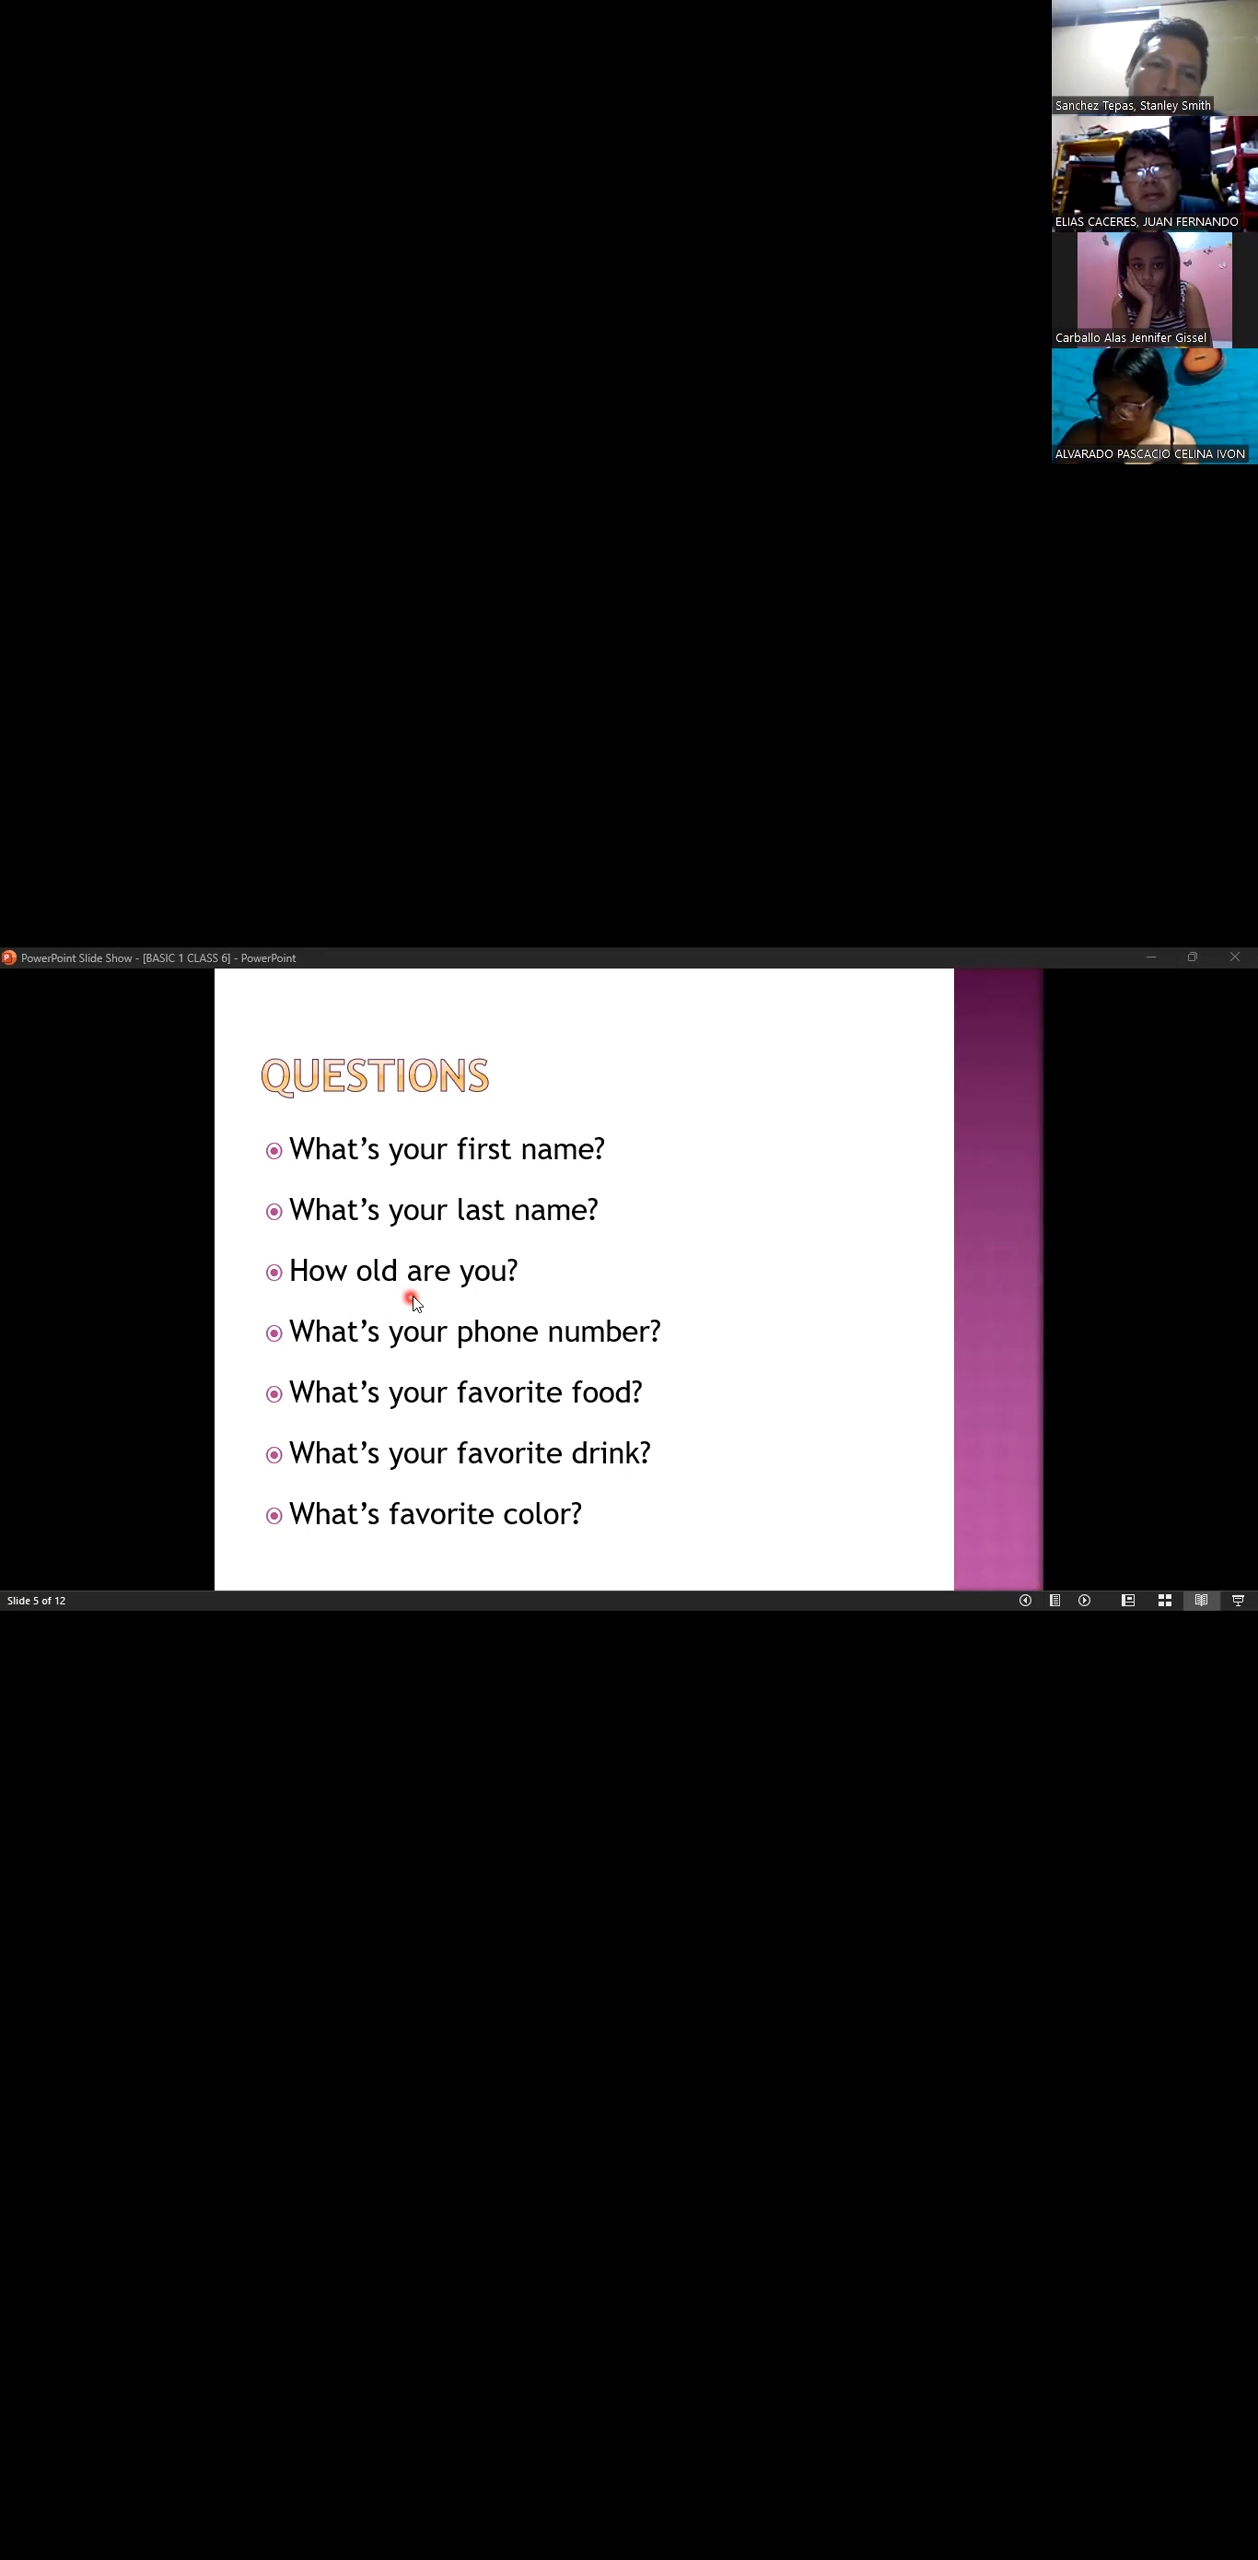 Sanchez Tepas, Stanley Smith
ELIAS CACERES, JUAN FERNANDO
Carballo Alas Jennifer Gissel
ALVARADO PASCACIO CELINA IVON
PowerPoint Slide Show - [BASIC 1 CLASS 6] - PowerPoint
QUESTIONS
What’s your first name?
What’s your last name?
How old are you?
What’s your phone number?
What’s your favorite food?
What’s your favorite drink?
What’s favorite color?
Slide 5 of 12